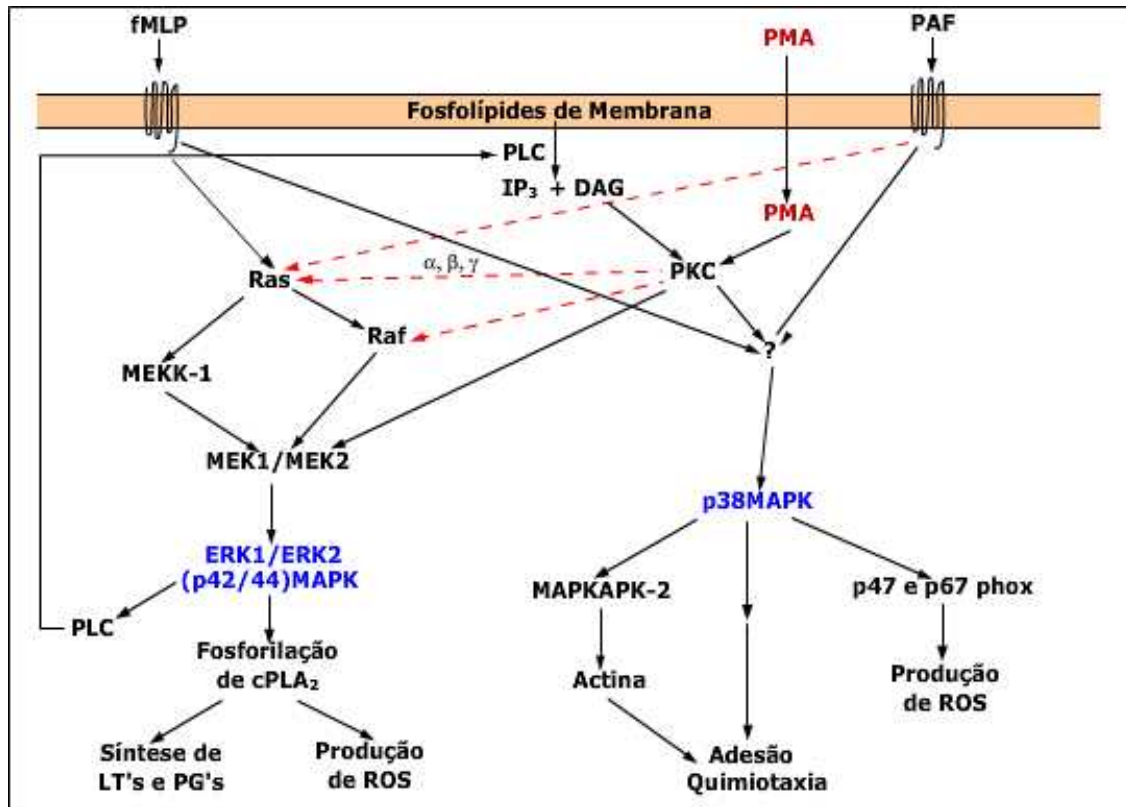 fMLP
PMA
PAF
Fosfolípides de Membrana
PLC
IP₃ + DAG
PMA
α, β, γ
PKC
Ras
Raf
?
MEKK-1
MEK1/MEK2
p38MAPK
ERK1/ERK2
(p42/44)MAPK
MAPKAPK-2
p47 e p67 phox
PLC
Fosforilação
de cPLA₂
Actina
Produção
de ROS
Síntese de
LT's e PG's
Produção
de ROS
Adesão
Quimiotaxia